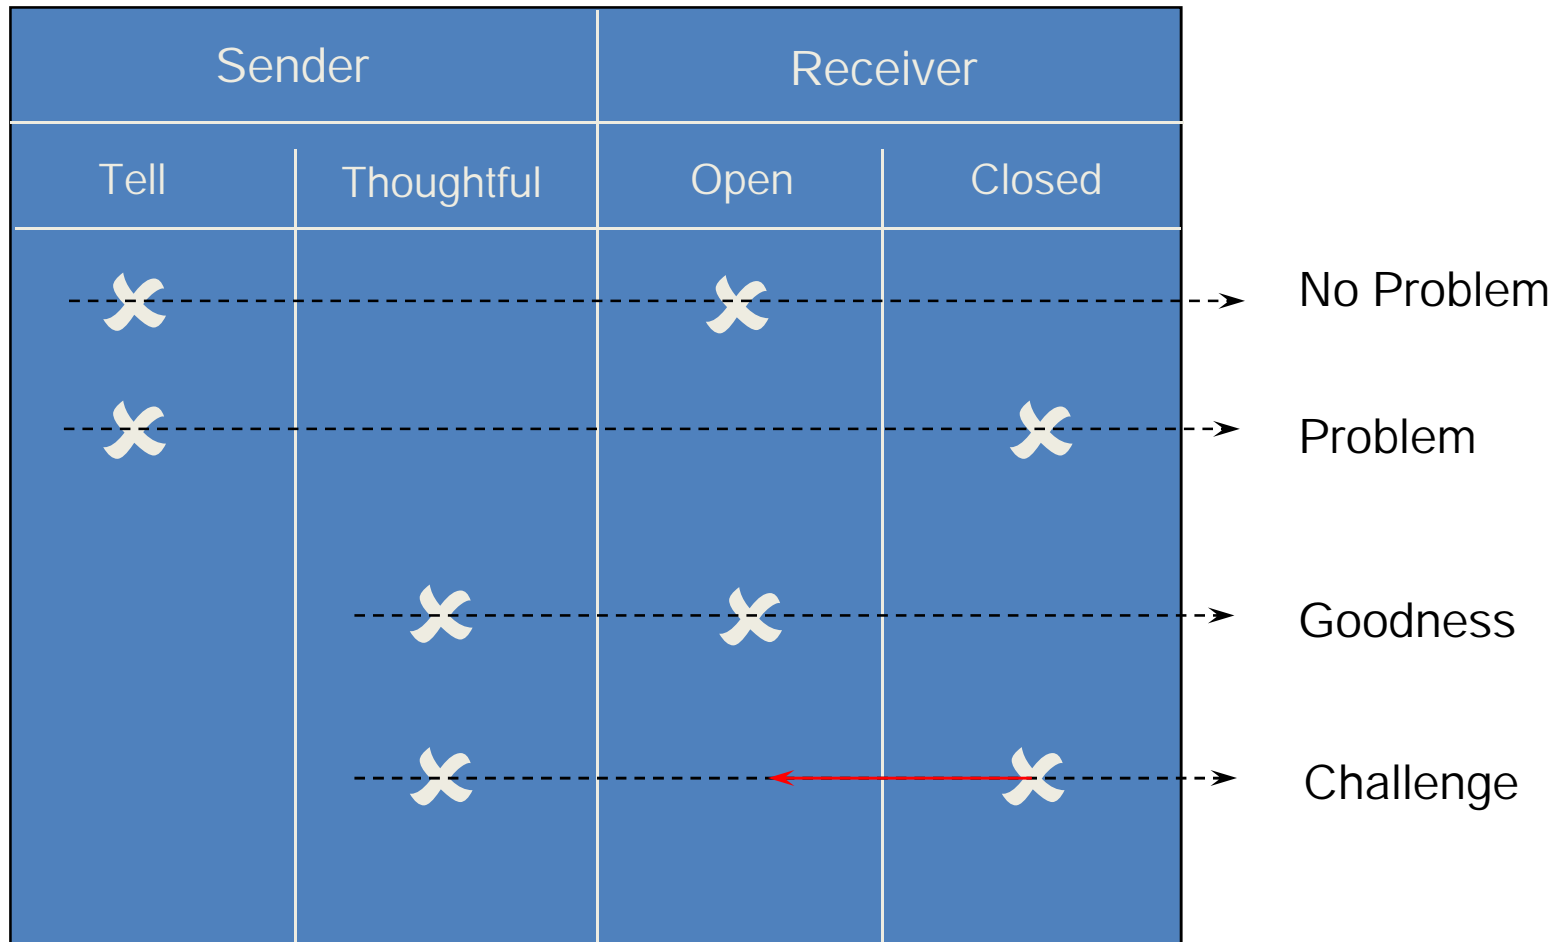 Sender
Receiver
Tell
Thoughtful
Open
Closed
No Problem
Problem
Goodness
Challenge